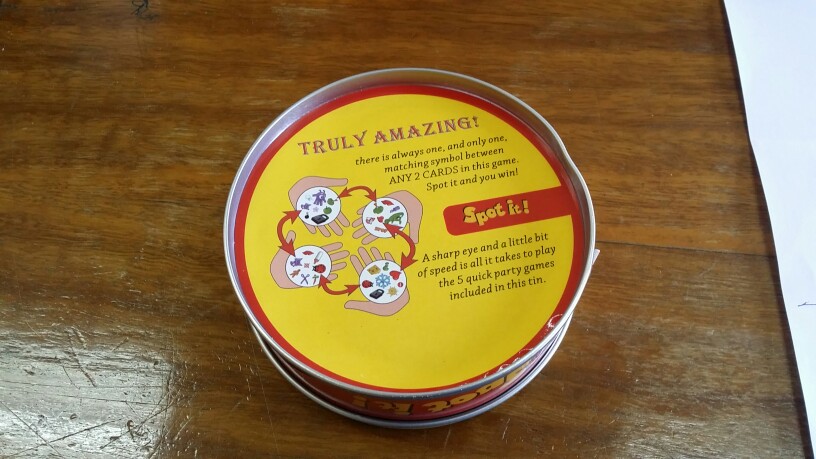 TRULY AMAZING!
there is always one, and only one,
matching symbol between
ANY 2 CARDS in this game.
Spot it and you win!
Spot it!
A sharp eye and a little bit
of speed is all it takes to play
the 5 quick party games
included in this tin.
Spot it!